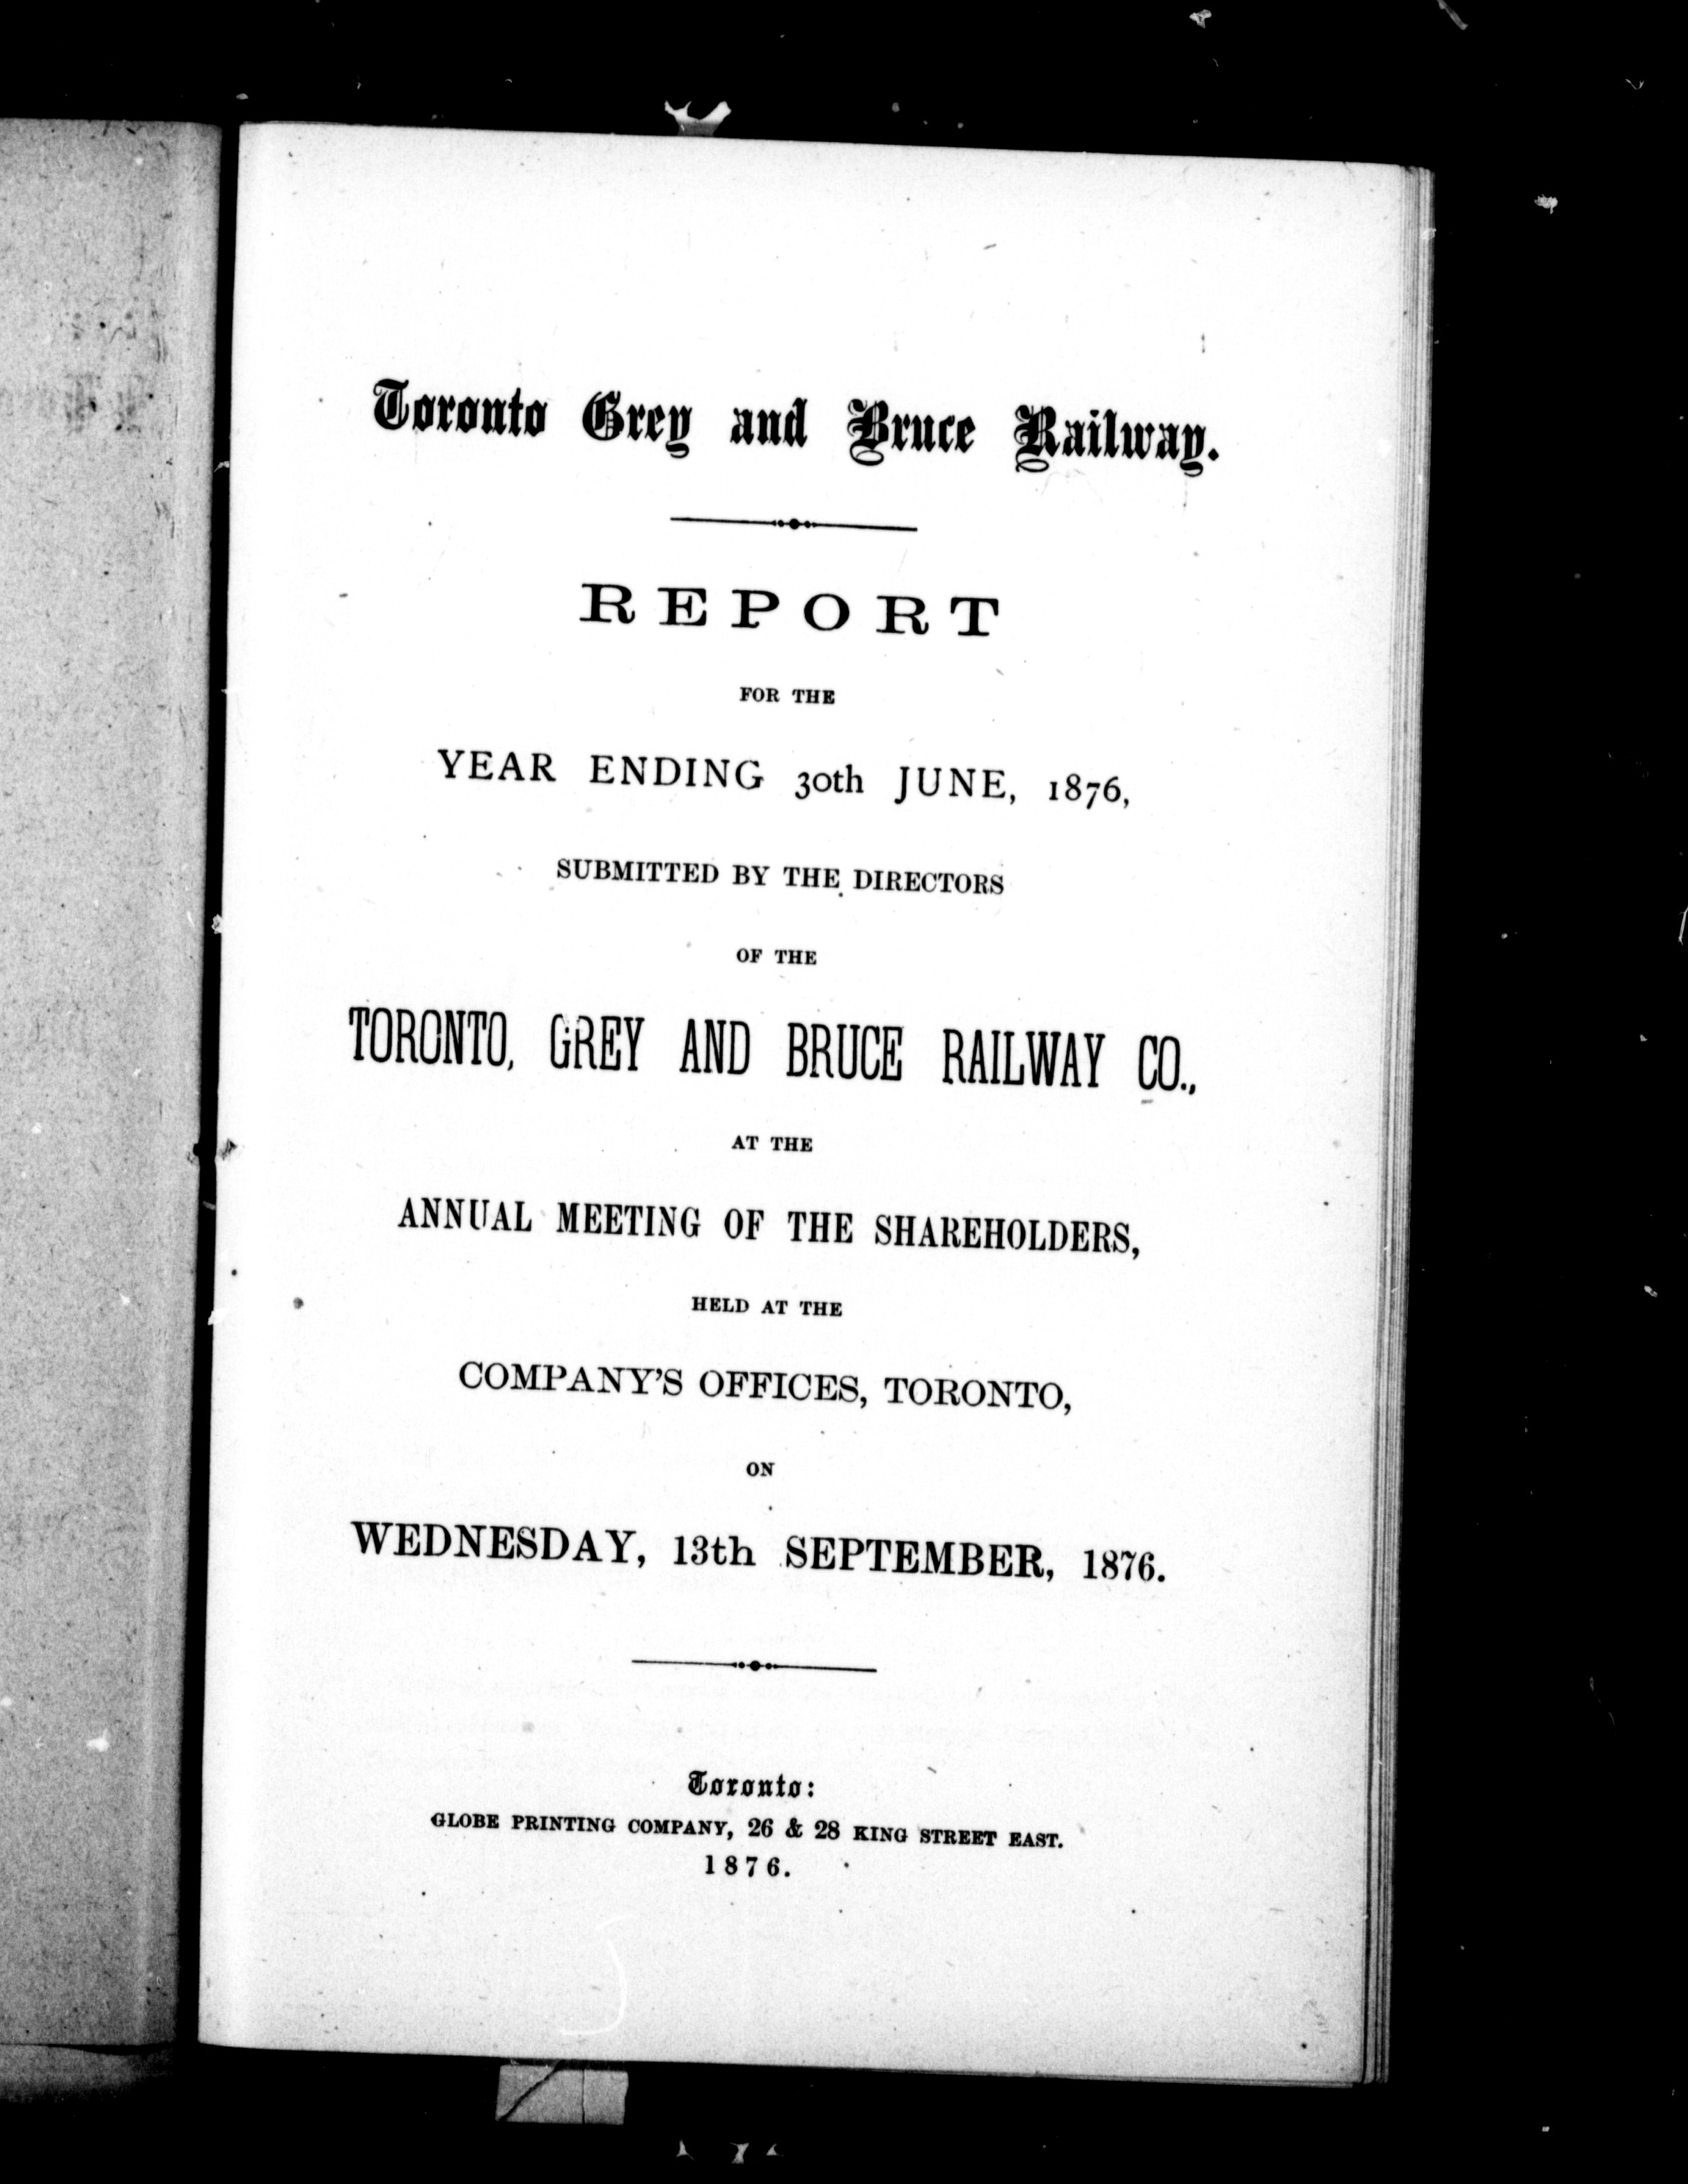 Toronto Grey and Bruce Railway.
REPORT
FOR THE
YEAR ENDING 30th JUNE, 1876,
SUBMITTED BY THE DIRECTORS
OF THE
TORONTO, GREY AND BRUCE RAILWAY CO.,
AT THE
ANNUAL MEETING OF THE SHAREHOLDERS,
HELD AT THE
COMPANY'S OFFICES, TORONTO,
ON
WEDNESDAY, 13th SEPTEMBER, 1876.
Toronto:
GLOBE PRINTING COMPANY, 26 & 28 KING STREET EAST.
1876.